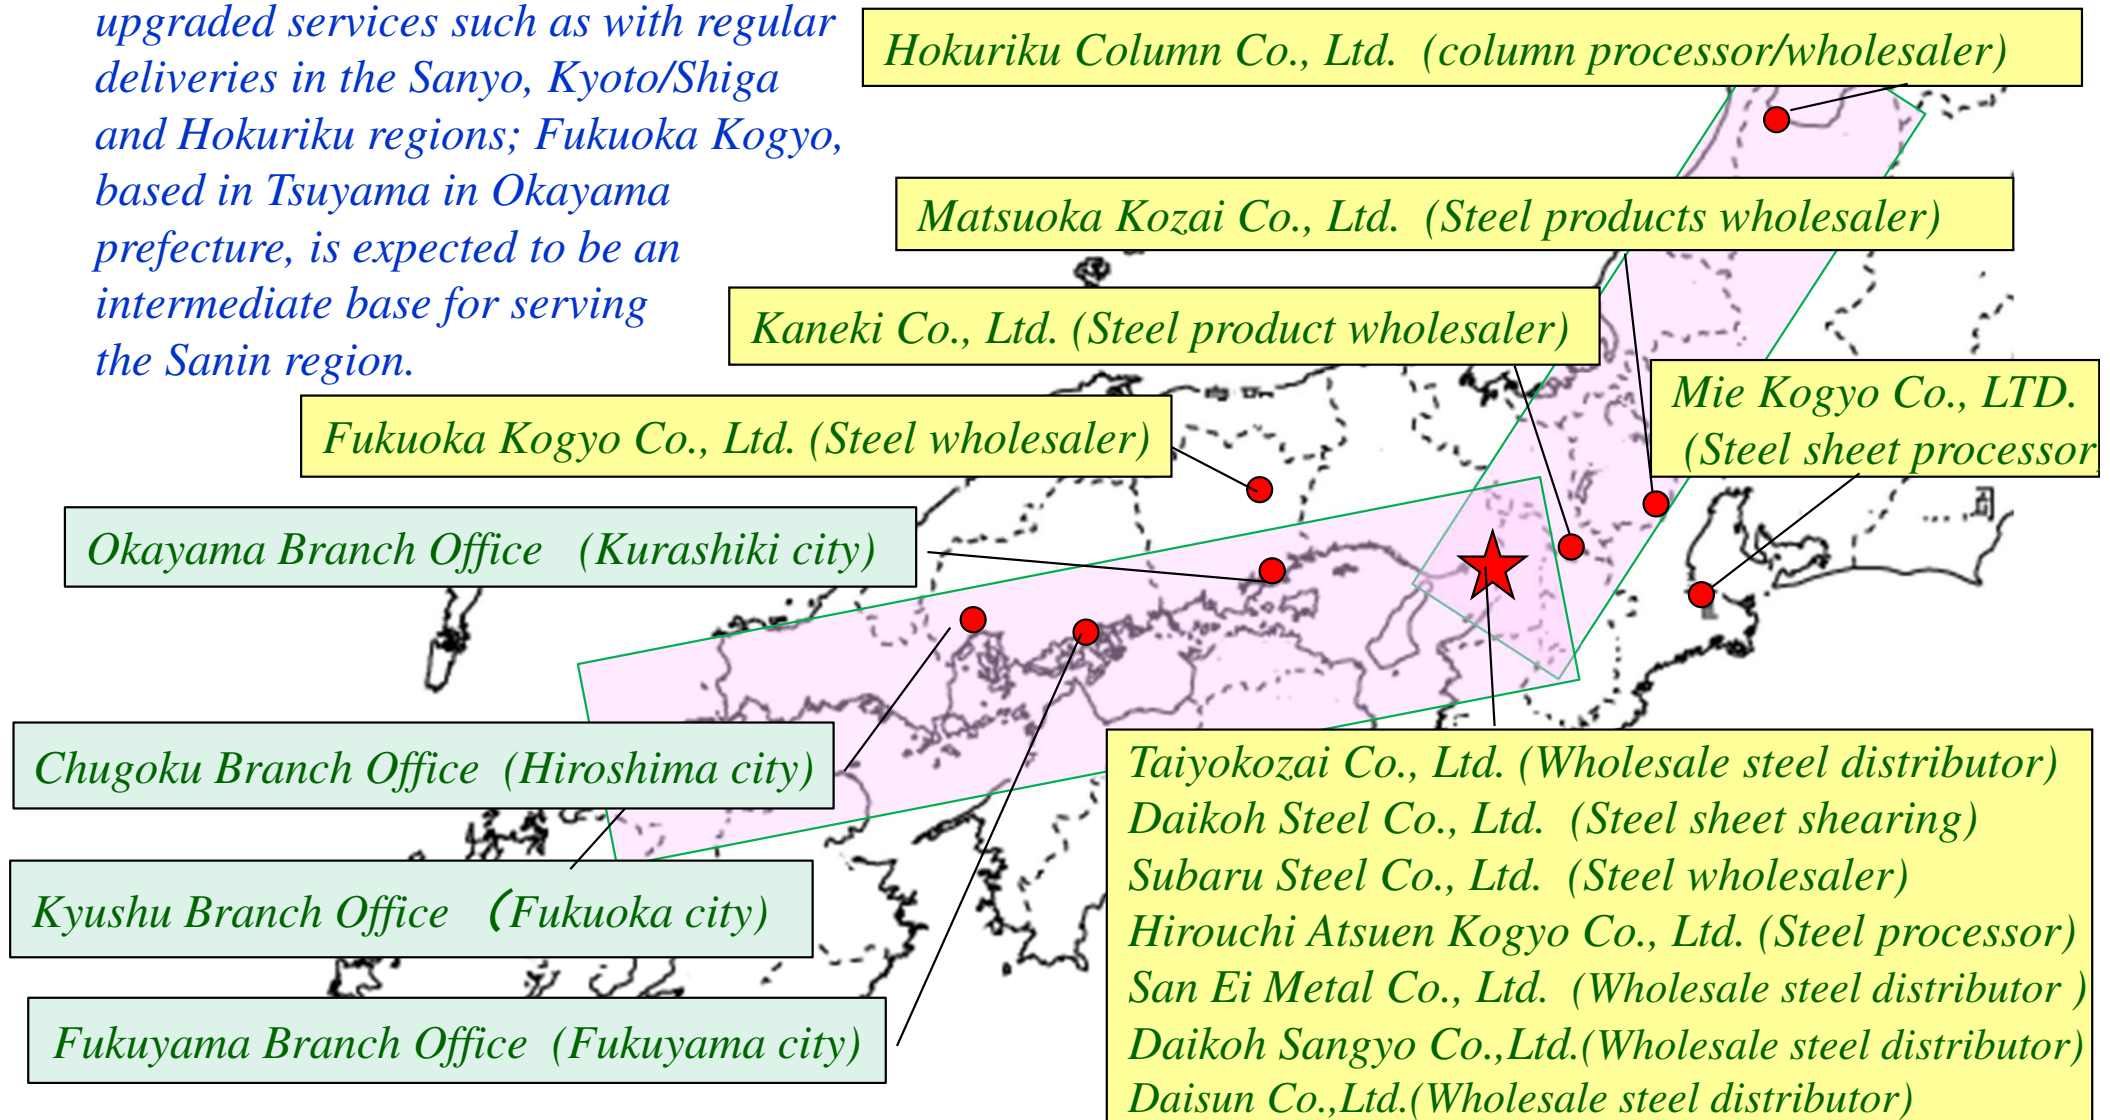 upgraded services such as with regular
deliveries in the Sanyo, Kyoto/Shiga
and Hokuriku regions; Fukuoka Kogyo,
based in Tsuyama in Okayama
prefecture, is expected to be an
intermediate base for serving
the Sanin region.
Hokuriku Column Co., Ltd. (column processor/wholesaler)
Matsuoka Kozai Co., Ltd. (Steel products wholesaler)
Kaneki Co., Ltd. (Steel product wholesaler)
Mie Kogyo Co., LTD.
(Steel sheet processor
Fukuoka Kogyo Co., Ltd. (Steel wholesaler)
Okayama Branch Office (Kurashiki city)
Chugoku Branch Office (Hiroshima city)
Kyushu Branch Office （Fukuoka city)
Fukuyama Branch Office (Fukuyama city)
Taiyokozai Co., Ltd. (Wholesale steel distributor)
Daikoh Steel Co., Ltd. (Steel sheet shearing)
Subaru Steel Co., Ltd. (Steel wholesaler)
Hirouchi Atsuen Kogyo Co., Ltd. (Steel processor)
San Ei Metal Co., Ltd. (Wholesale steel distributor )
Daikoh Sangyo Co.,Ltd.(Wholesale steel distributor)
Daisun Co.,Ltd.(Wholesale steel distributor)